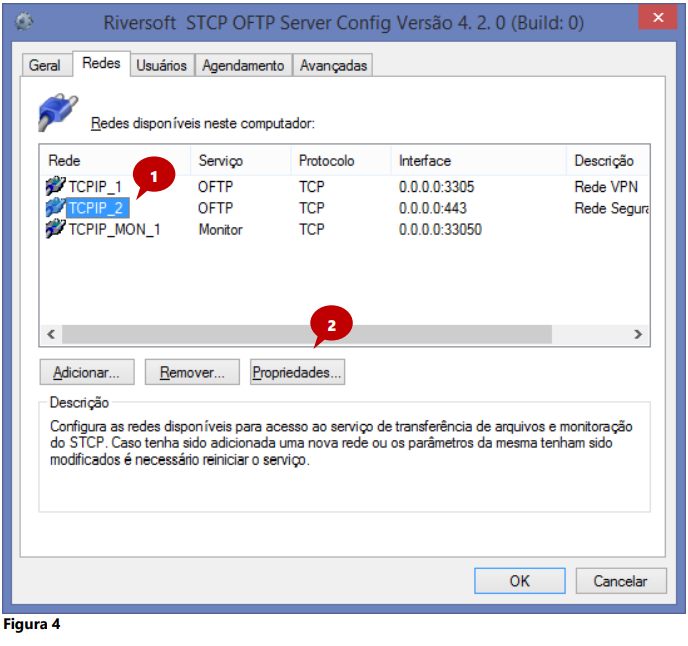 Riversoft STCP OFTP Server Config Versão 4. 2. 0 (Build: 0)
Geral Redes Usuários Agendamento Avançadas
Redes disponíveis neste computador:
Rede Serviço Protocolo Interface Descrição
1
TCPIP_1 OFTP TCP 0.0.0.0:3305 Rede VPN
TCPIP_2 OFTP TCP 0.0.0.0:443 Rede Segura
TCPIP_MON_1 Monitor TCP 0.0.0.0:33050
2
Adicionar... Remover... Propriedades...
Descrição
Configura as redes disponíveis para acesso ao serviço de transferência de arquivos e monitoração
do STCP. Caso tenha sido adicionada uma nova rede ou os parâmetros da mesma tenham sido
modificados é necessário reiniciar o serviço.
OK Cancelar
Figura 4